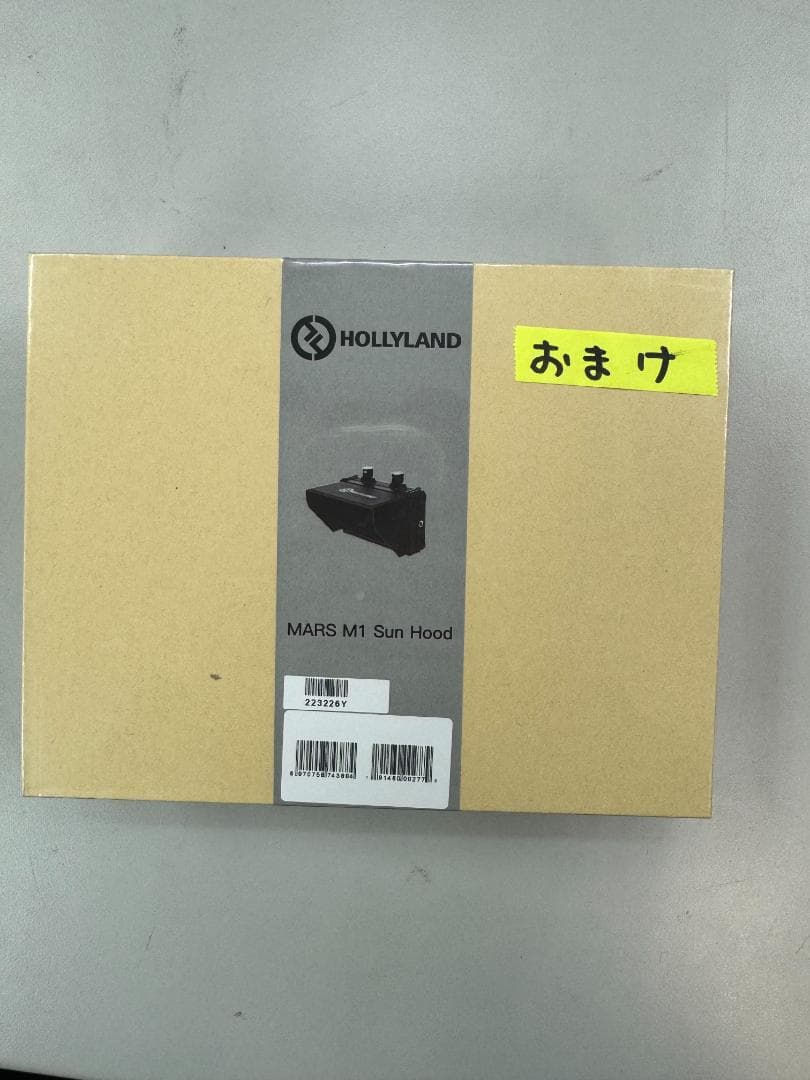 HOLLYLAND
おまけ
MARS M1 Sun Hood
223226Y